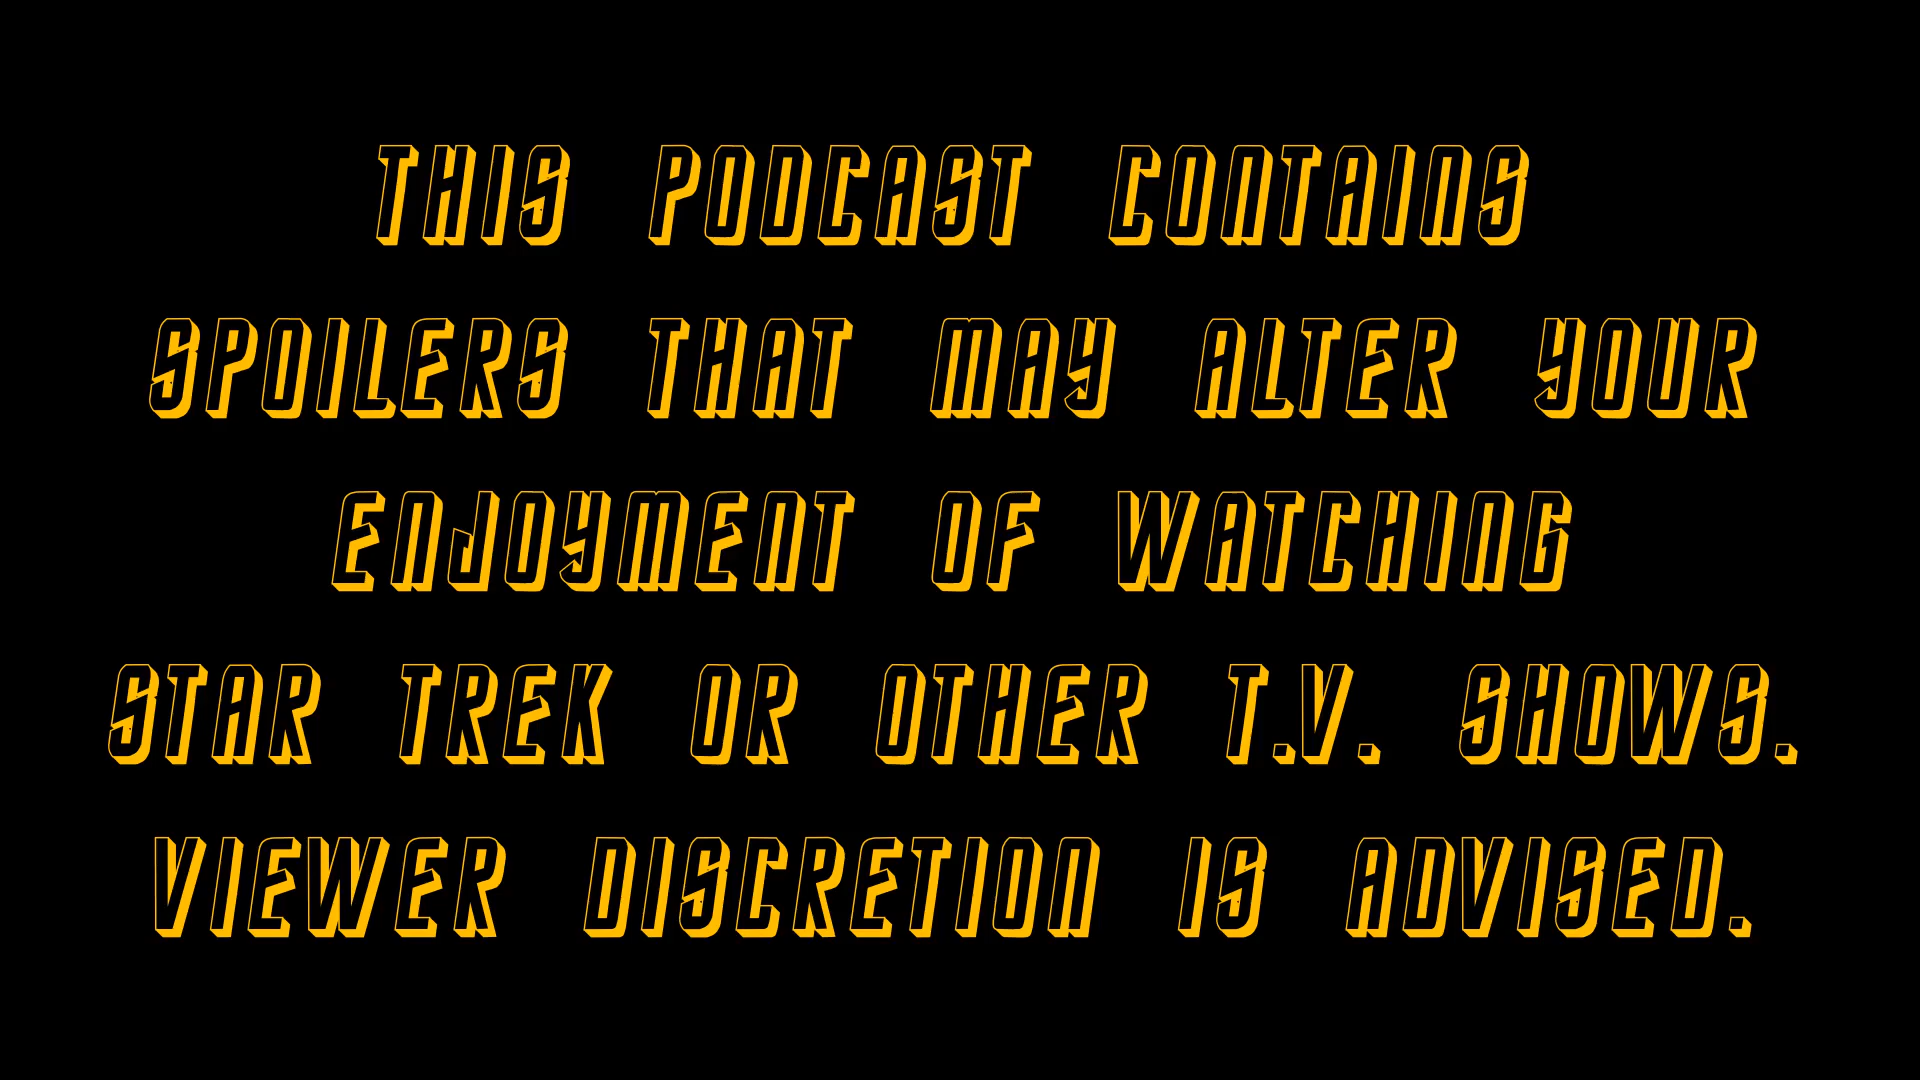 THIS PODCAST CONTAINS
SPOILERS THAT MAY ALTER YOUR
ENJOYMENT OF WATCHING
STAR TREK OR OTHER T.V. SHOWS.
VIEWER DISCRETION IS ADVISED.